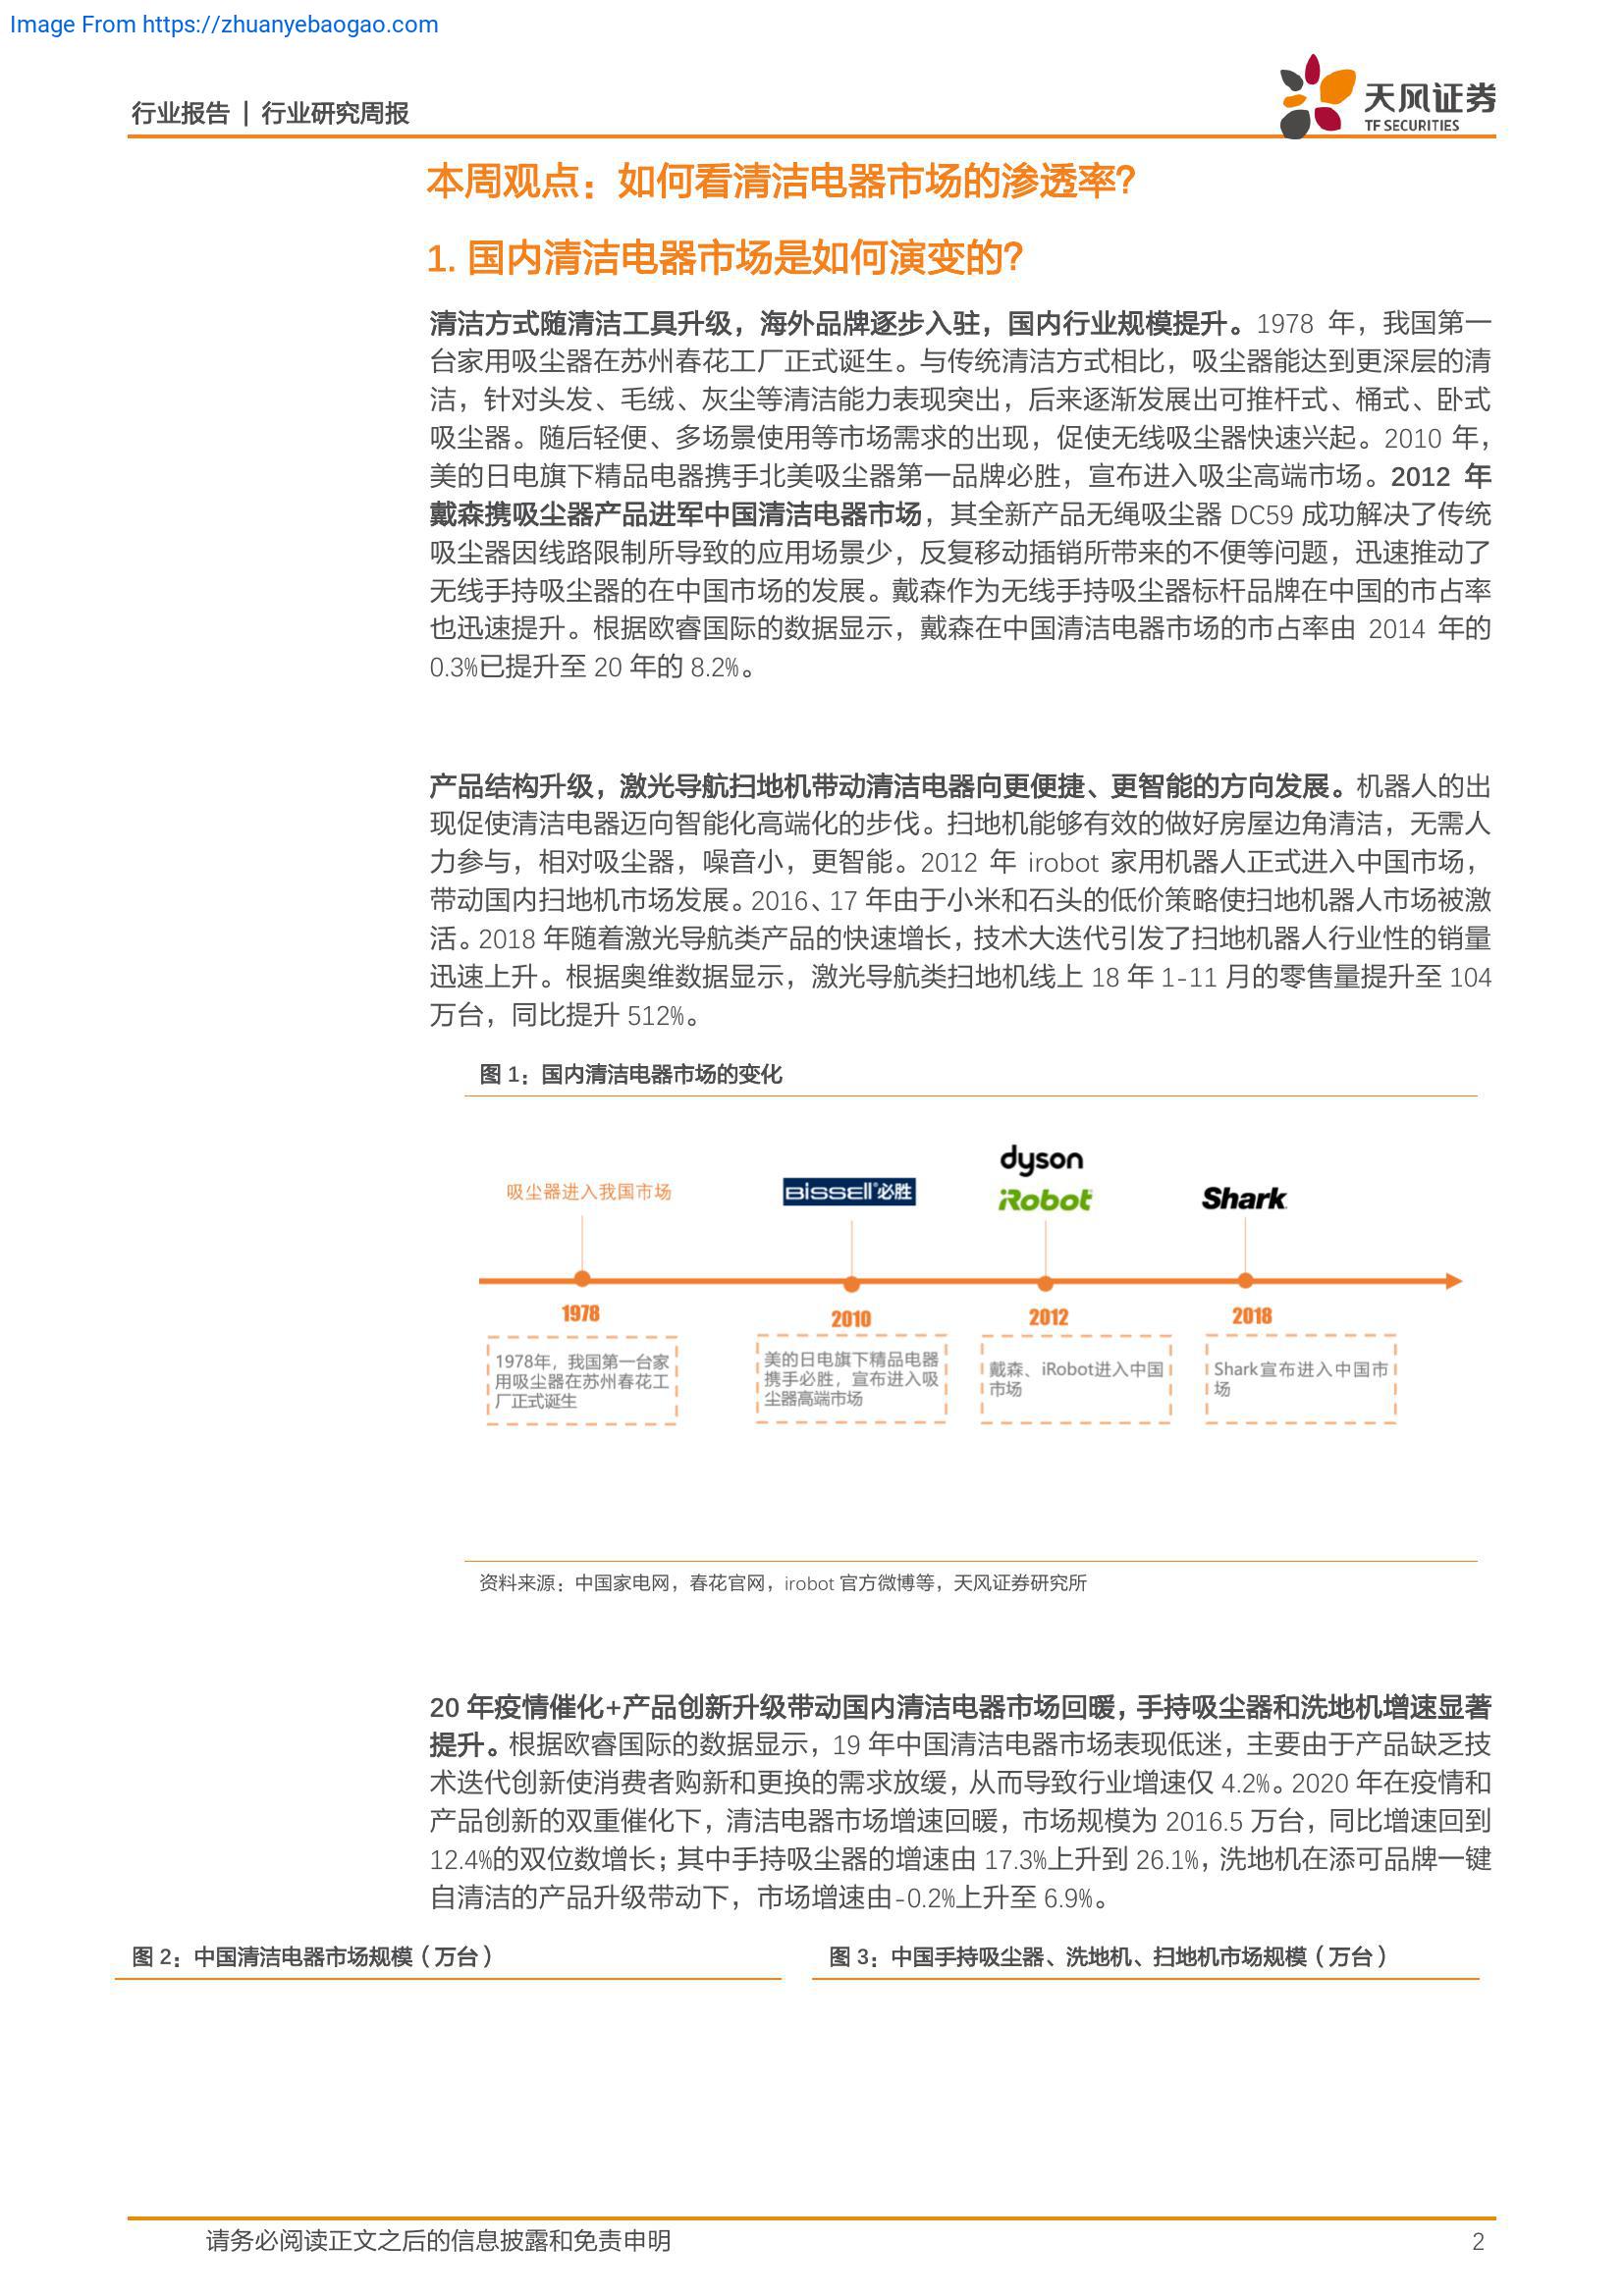 Image From https://zhuanyebaogao.com
行业报告 | 行业研究周报
天风证券
TF SECURITIES
本周观点：如何看清洁电器市场的渗透率？
1. 国内清洁电器市场是如何演变的？
清洁方式随清洁工具升级，海外品牌逐步入驻，国内行业规模提升。1978 年，我国第一
台家用吸尘器在苏州春花工厂正式诞生。与传统清洁方式相比，吸尘器能达到更深层的清
洁，针对头发、毛绒、灰尘等清洁能力表现突出，后来逐渐发展出可推杆式、桶式、卧式
吸尘器。随后轻便、多场景使用等市场需求的出现，促使无线吸尘器快速兴起。2010 年，
美的日电旗下精品电器携手北美吸尘器第一品牌必胜，宣布进入吸尘高端市场。2012 年
戴森携吸尘器产品进军中国清洁电器市场，其全新产品无绳吸尘器 DC59 成功解决了传统
吸尘器因线路限制所导致的应用场景少，反复移动插销所带来的不便等问题，迅速推动了
无线手持吸尘器的在中国市场的发展。戴森作为无线手持吸尘器标杆品牌在中国的市占率
也迅速提升。根据欧睿国际的数据显示，戴森在中国清洁电器市场的市占率由 2014 年的
0.3%已提升至 20 年的 8.2%。
产品结构升级，激光导航扫地机带动清洁电器向更便捷、更智能的方向发展。机器人的出
现促使清洁电器迈向智能化高端化的步伐。扫地机能够有效的做好房屋边角清洁，无需人
力参与，相对吸尘器，噪音小，更智能。2012 年 irobot 家用机器人正式进入中国市场，
带动国内扫地机市场发展。2016、17 年由于小米和石头的低价策略使扫地机器人市场被激
活。2018 年随着激光导航类产品的快速增长，技术大迭代引发了扫地机器人行业性的销量
迅速上升。根据奥维数据显示，激光导航类扫地机线上 18 年 1-11 月的零售量提升至 104
万台，同比提升 512%。
图 1：国内清洁电器市场的变化
吸尘器进入我国市场
BISSELL®必胜
dyson
iRobot
Shark
1978
2010
2012
2018
1978年，我国第一台家
用吸尘器在苏州春花工
厂正式诞生
美的日电旗下精品电器
携手必胜，宣布进入吸
尘器高端市场
戴森、iRobot进入中国
市场
Shark宣布进入中国市
场
资料来源：中国家电网，春花官网，irobot 官方微博等，天风证券研究所
20 年疫情催化+产品创新升级带动国内清洁电器市场回暖，手持吸尘器和洗地机增速显著
提升。根据欧睿国际的数据显示，19 年中国清洁电器市场表现低迷，主要由于产品缺乏技
术迭代创新使消费者购新和更换的需求放缓，从而导致行业增速仅 4.2%。2020 年在疫情和
产品创新的双重催化下，清洁电器市场增速回暖，市场规模为 2016.5 万台，同比增速回到
12.4%的双位数增长；其中手持吸尘器的增速由 17.3%上升到 26.1%，洗地机在添可品牌一键
自清洁的产品升级带动下，市场增速由-0.2%上升至 6.9%。
图 2：中国清洁电器市场规模（万台）
图 3：中国手持吸尘器、洗地机、扫地机市场规模（万台）
请务必阅读正文之后的信息披露和免责申明
2